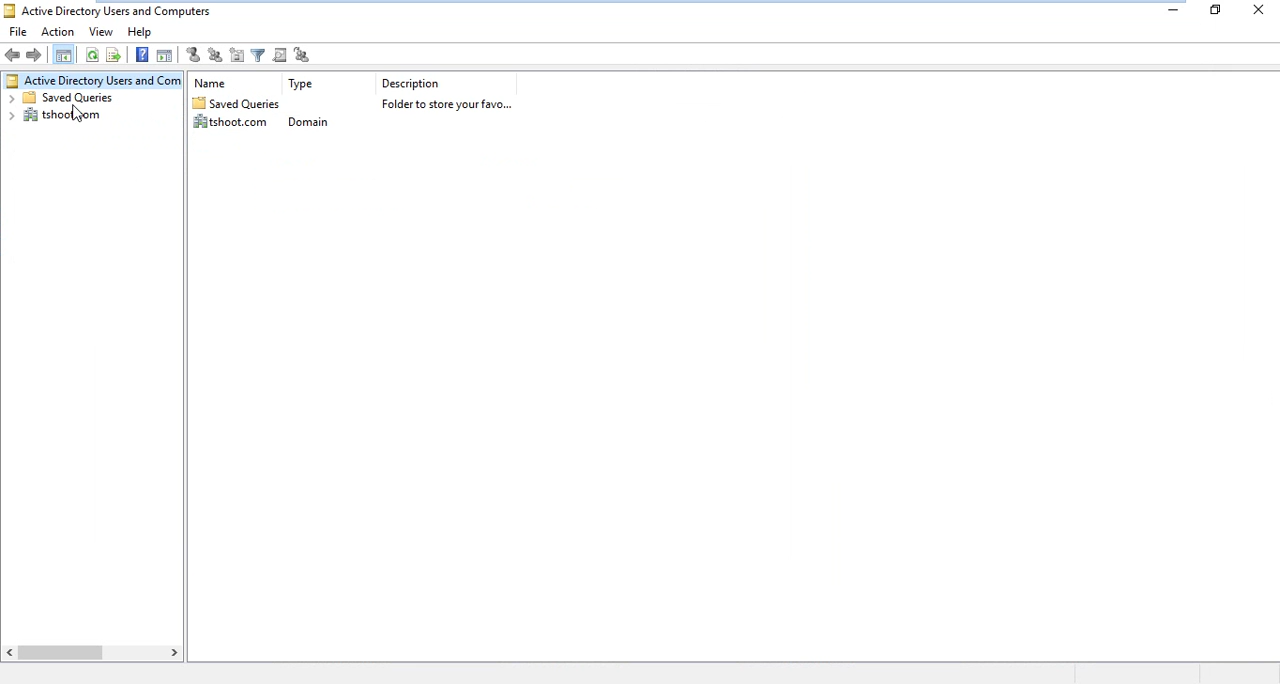 Active Directory Users and Computers
File Action View Help
Active Directory Users and Com
Saved Queries
Name Type Description
Saved Queries Folder to store your favo...
tshoot.com Domain